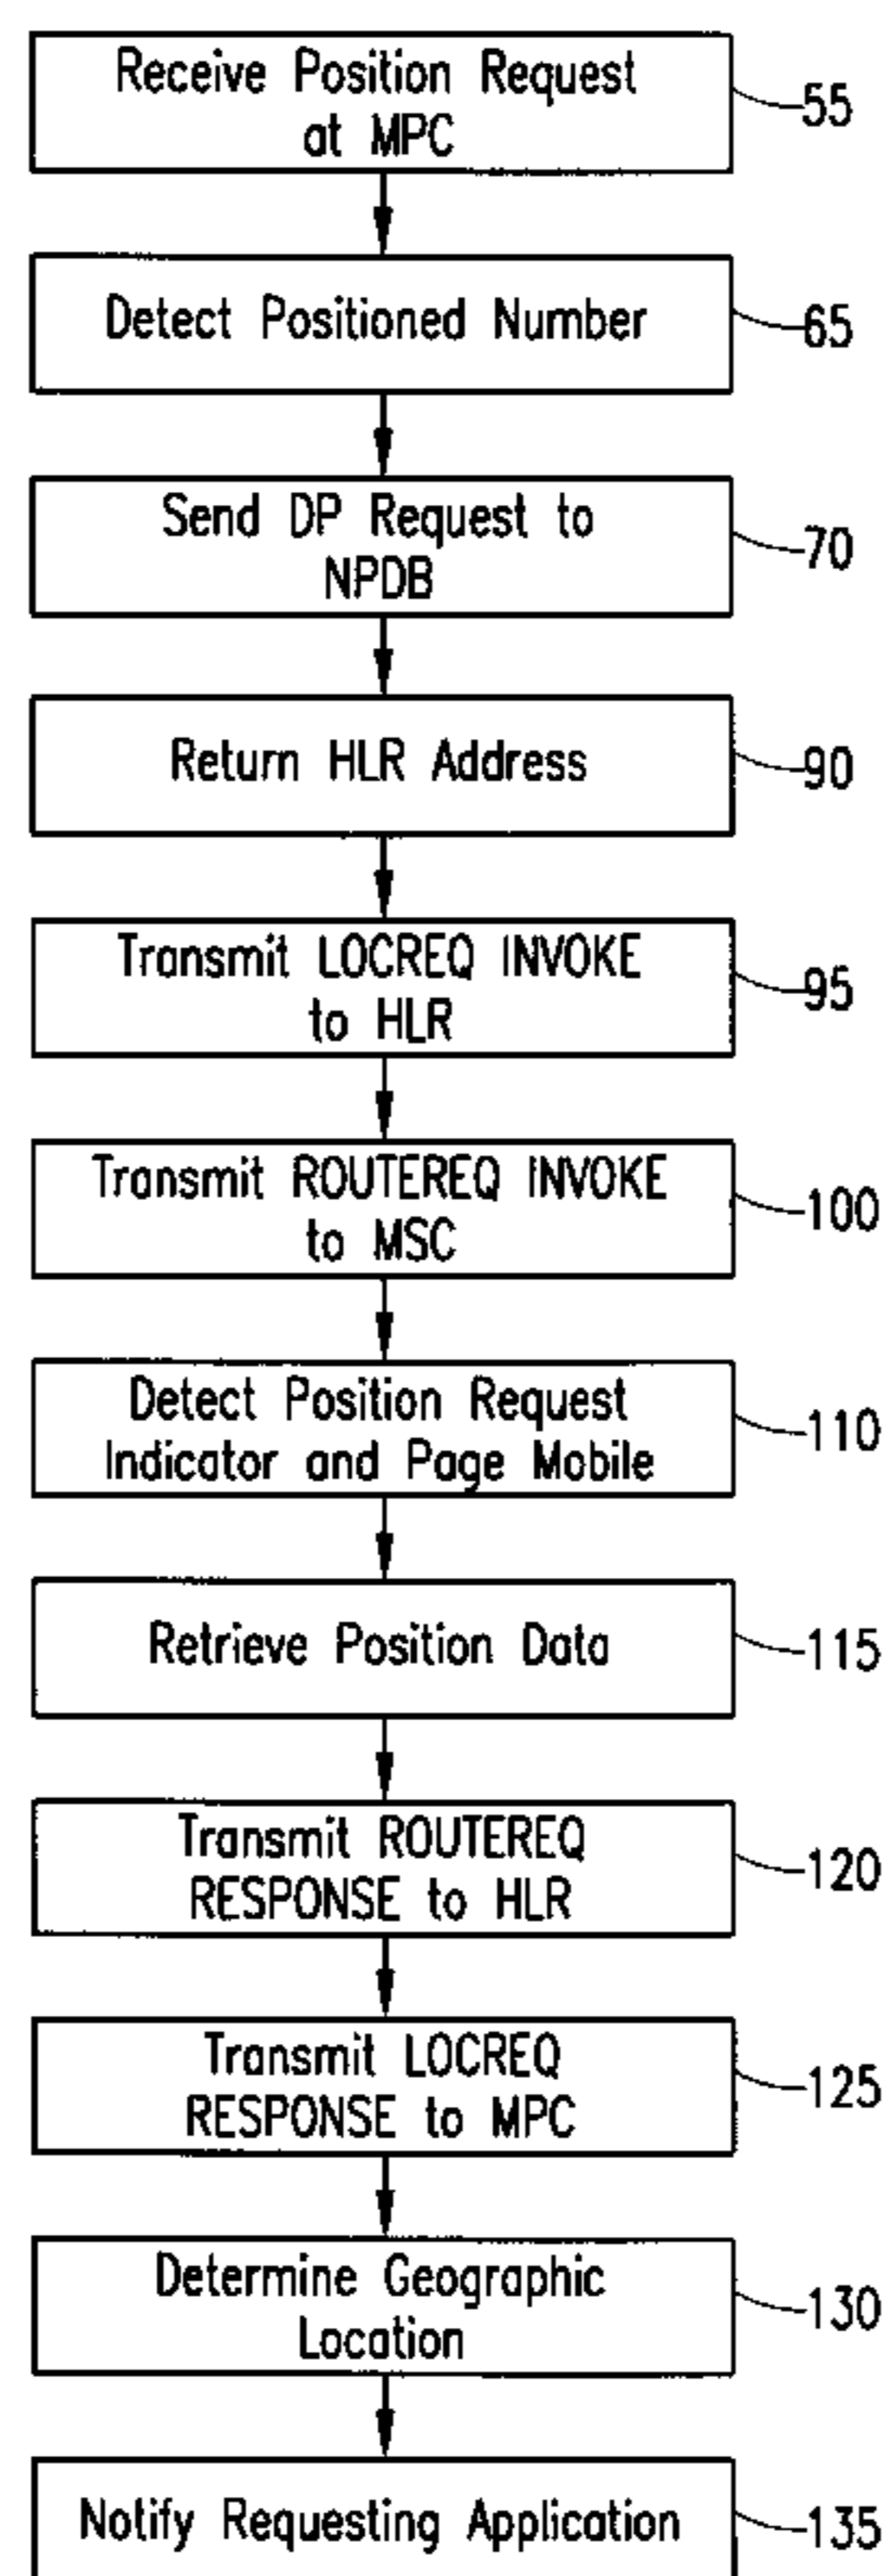 Receive Position Request
at MPC
55
Detect Positioned Number
65
Send DP Request to
NPDB
70
Return HLR Address
90
Transmit LOCREQ INVOKE
to HLR
95
Transmit ROUTEREQ INVOKE
to MSC
100
Detect Position Request
Indicator and Page Mobile
110
Retrieve Position Data
115
Transmit ROUTEREQ
RESPONSE to HLR
120
Transmit LOCREQ
RESPONSE to MPC
125
Determine Geographic
Location
130
Notify Requesting Application
135